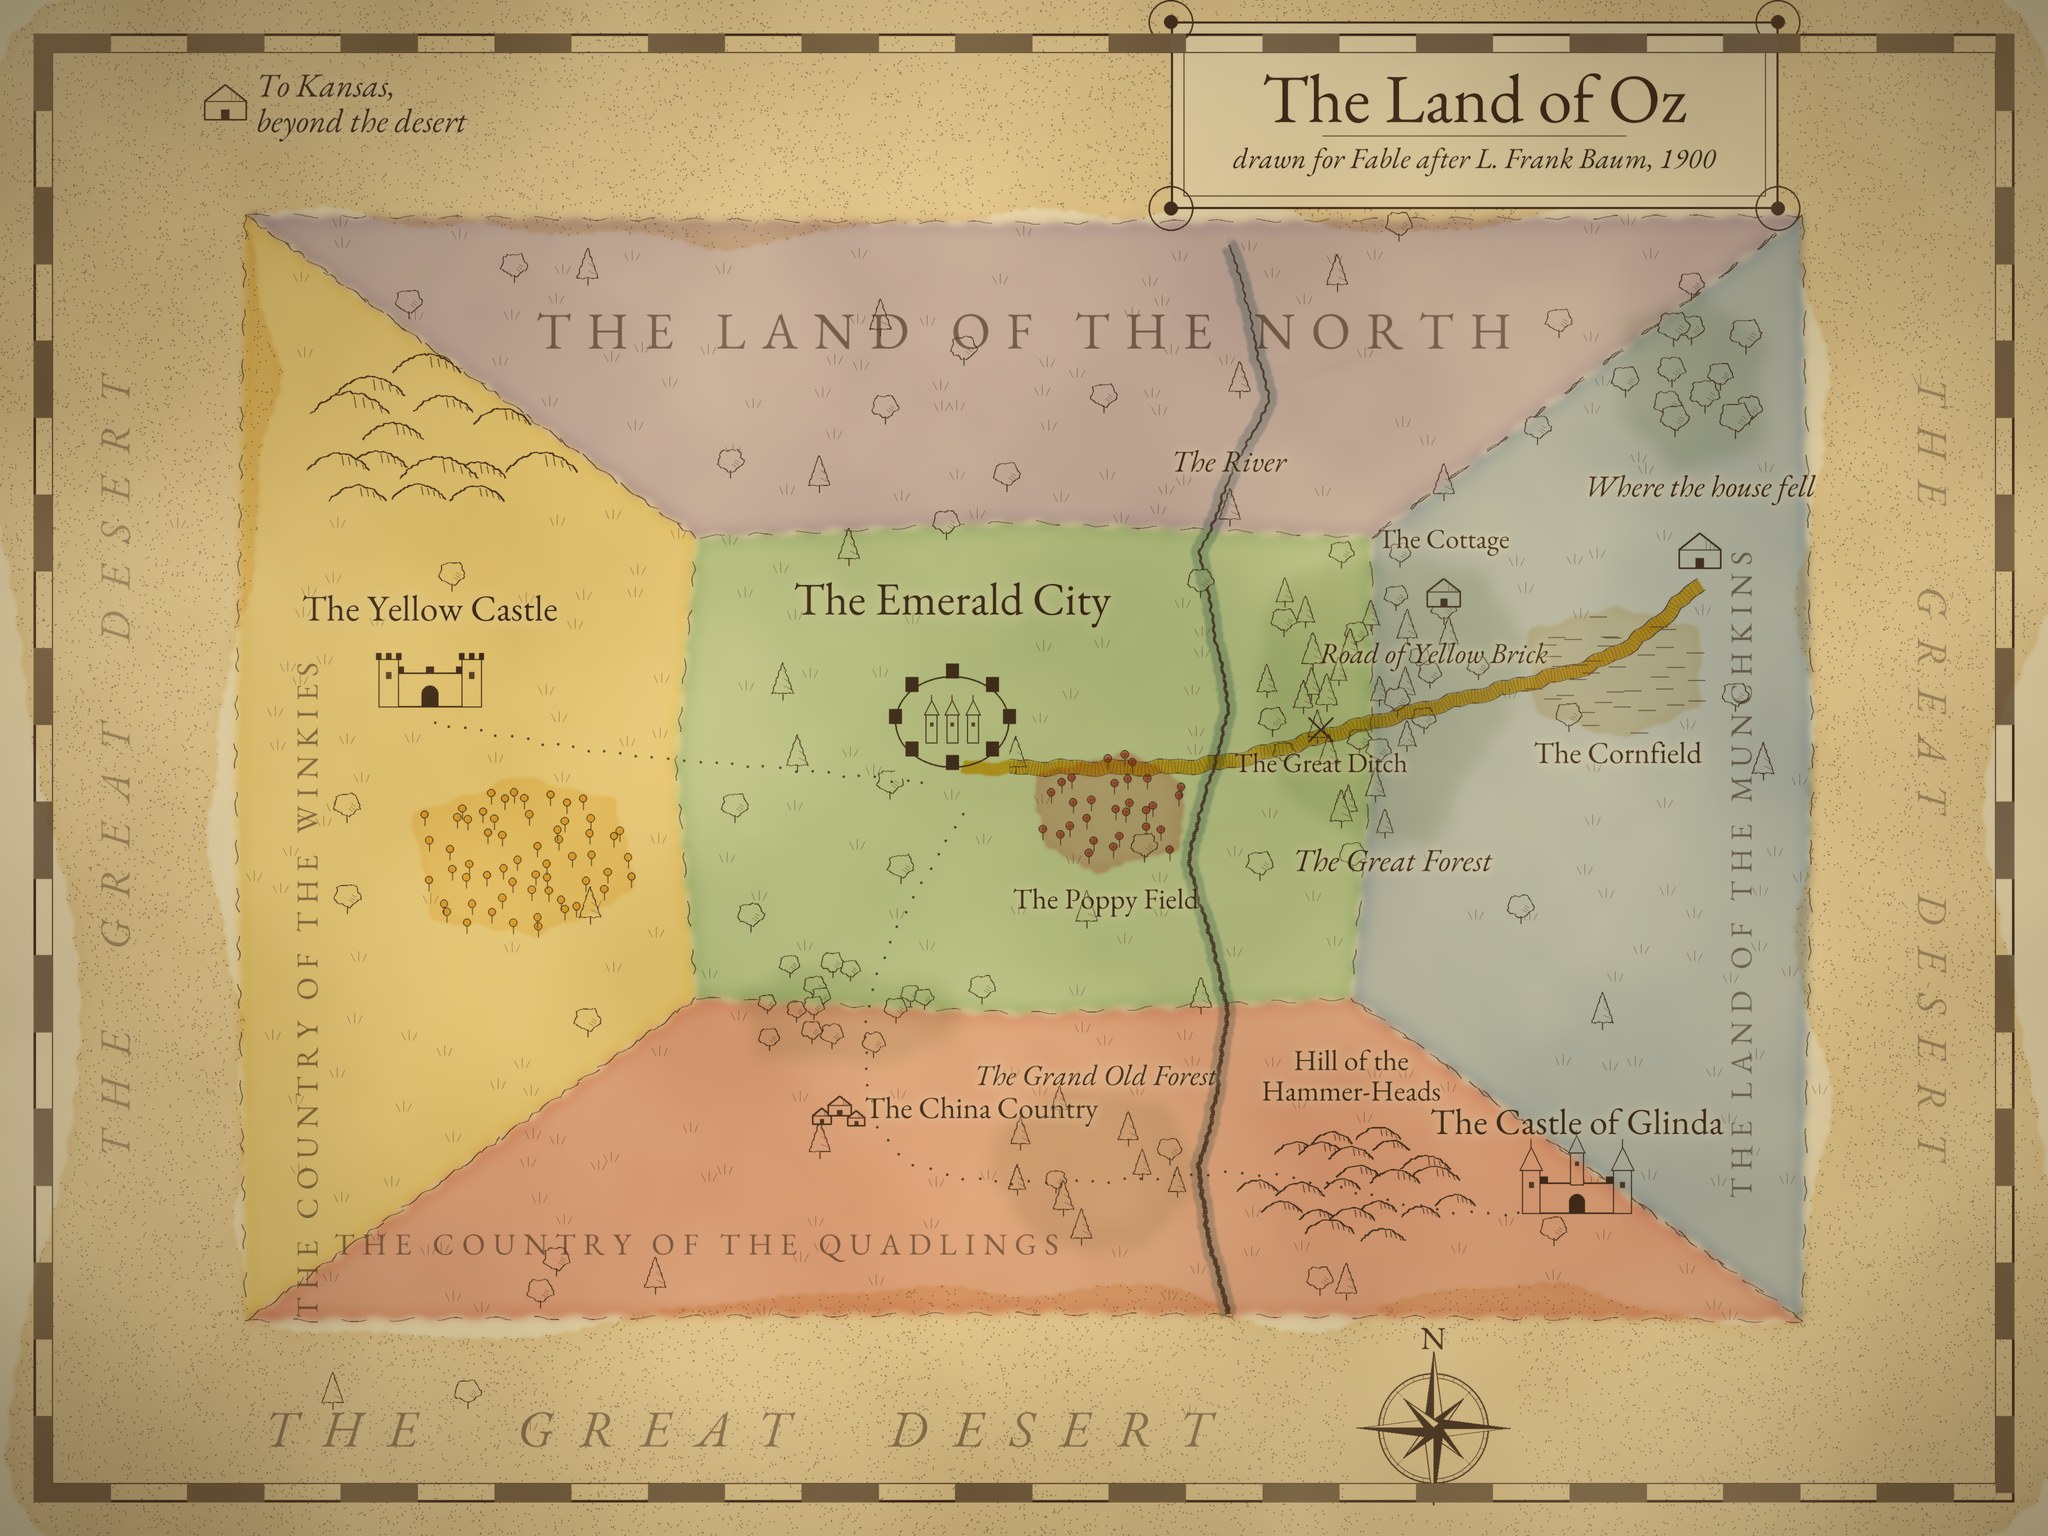 The Land of Oz
drawn for Fable after L. Frank Baum, 1900
To Kansas,
beyond the desert
THE LAND OF THE NORTH
The River
Where the house fell
The Cottage
The Yellow Castle
The Emerald City
Road of Yellow Brick
The Cornfield
The Great Ditch
The Great Forest
The Poppy Field
The Grand Old Forest
The China Country
Hill of the
Hammer-Heads
The Castle of Glinda
THE COUNTRY OF THE QUADLINGS
THE COUNTRY OF THE WINKIES
THE LAND OF THE MUNCHKINS
THE GREAT DESERT
THE GREAT DESERT
THE GREAT DESERT
N